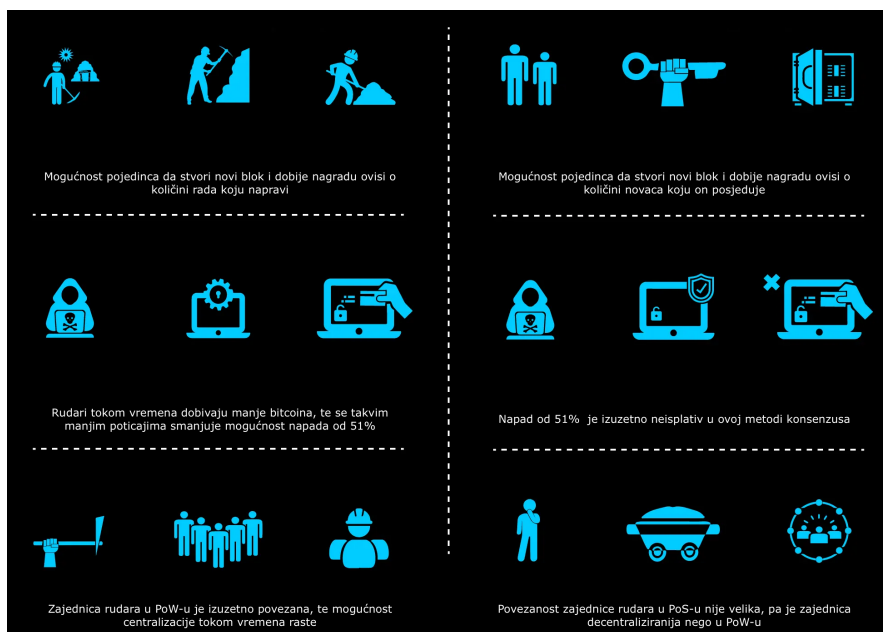 Mogućnost pojedinca da stvori novi blok i dobije nagradu ovisi o
količini rada koju napravi
Mogućnost pojedinca da stvori novi blok i dobije nagradu ovisi o
količini novaca koju on posjeduje
Rudari tokom vremena dobivaju manje bitcoina, te se takvim
manjim poticajima smanjuje mogućnost napada od 51%
Napad od 51% je izuzetno neisplativ u ovoj metodi konsenzusa
Zajednica rudara u PoW-u je izuzetno povezana, te mogućnost
centralizacije tokom vremena raste
Povezanost zajednice rudara u PoS-u nije velika, pa je zajednica
decentraliziranija nego u PoW-u